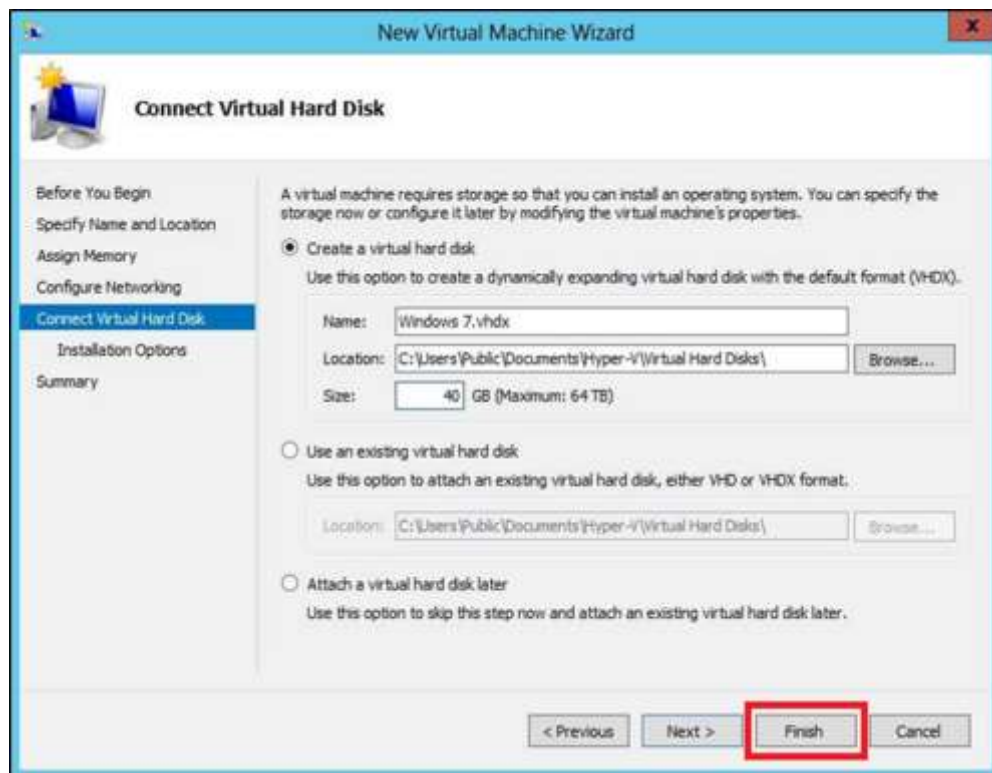 New Virtual Machine Wizard
x
Connect Virtual Hard Disk
Before You Begin
Specify Name and Location
Assign Memory
Configure Networking
Connect Virtual Hard Disk
Installation Options
Summary
A virtual machine requires storage so that you can install an operating system. You can specify the
storage now or configure it later by modifying the virtual machine's properties.
Create a virtual hard disk
Use this option to create a dynamically expanding virtual hard disk with the default format (VHDX).
Name: Windows 7.vhdx
Location: C:\Users\Public\Documents\Hyper-V\Virtual Hard Disks\ Browse...
Size: 40 GB (Maximum: 64 TB)
Use an existing virtual hard disk
Use this option to attach an existing virtual hard disk, either VHD or VHDX format.
Location: C:\Users\Public\Documents\Hyper-V\Virtual Hard Disks\ Browse...
Attach a virtual hard disk later
Use this option to skip this step now and attach an existing virtual hard disk later.
< Previous Next > Finish Cancel